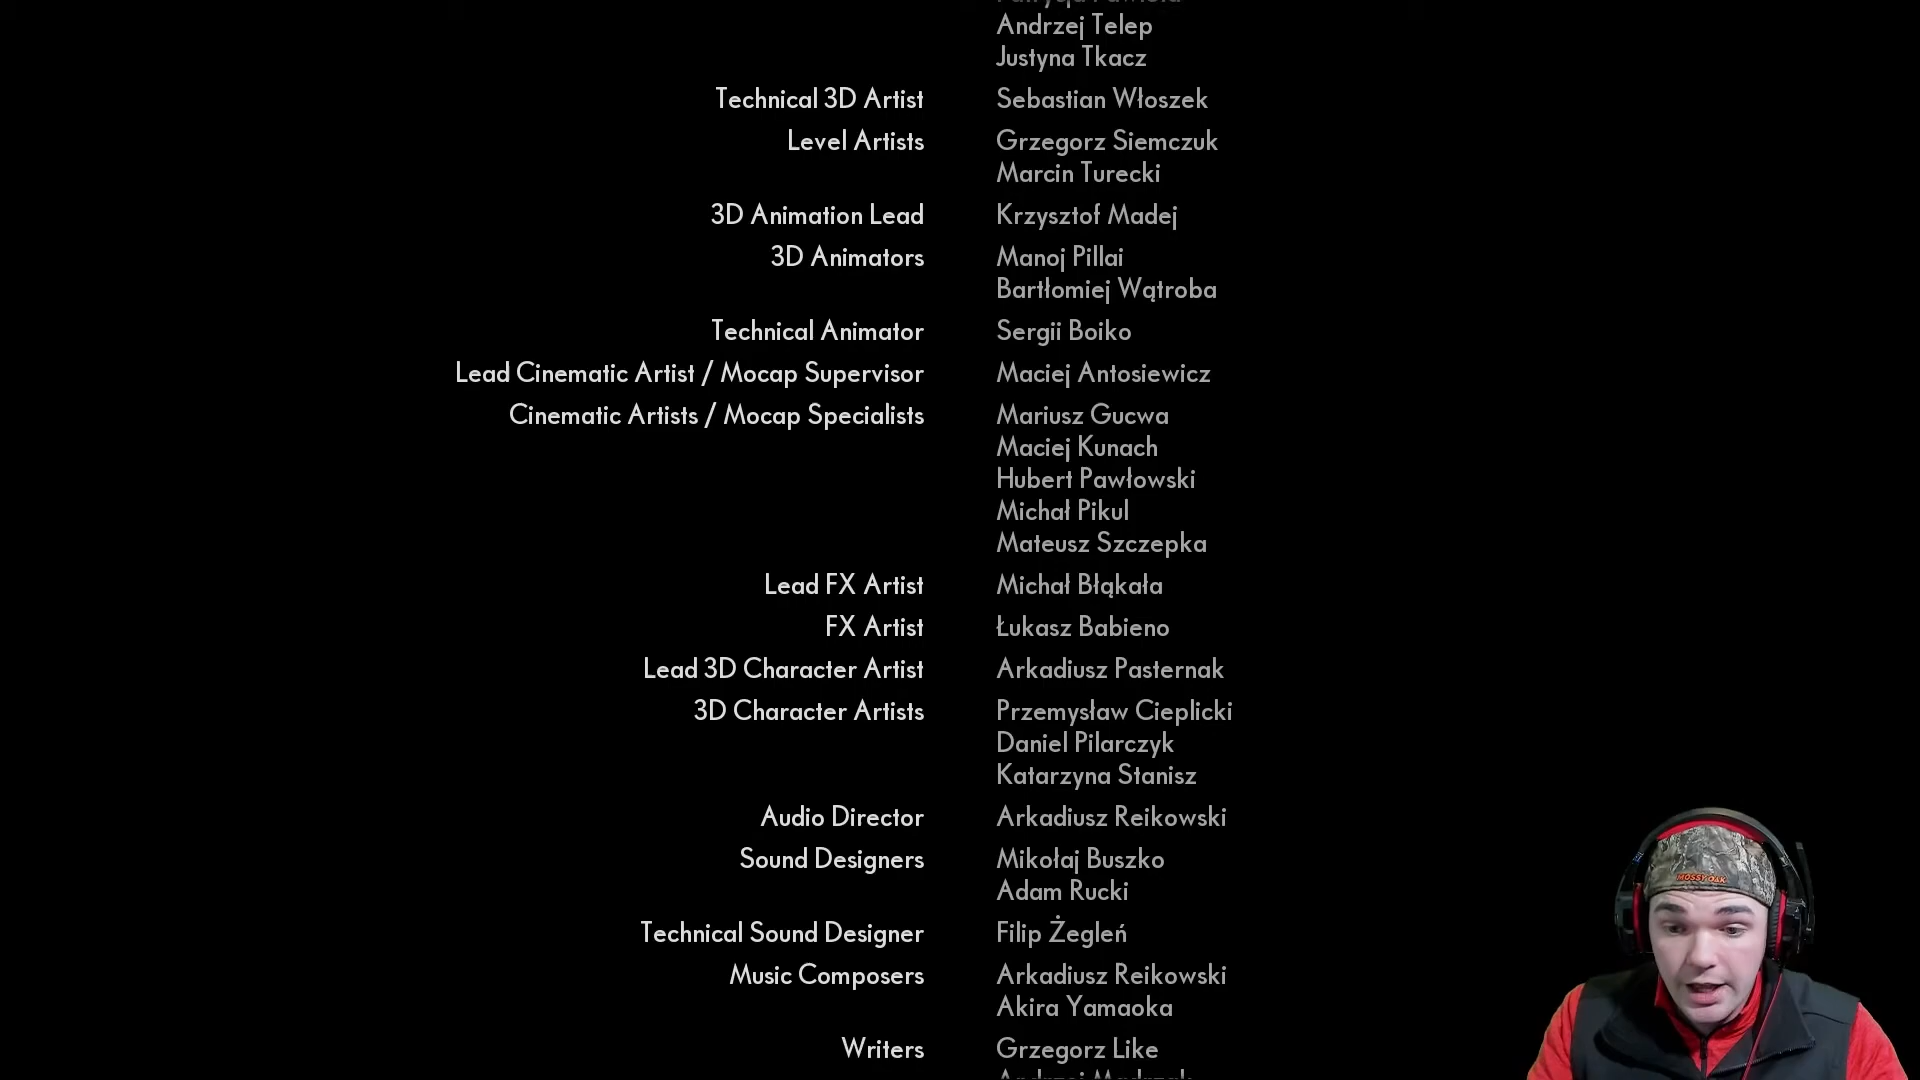 Andrzej Telep
Justyna Tkacz
Technical 3D Artist Sebastian Włoszek
Level Artists Grzegorz Siemczuk
Marcin Turecki
3D Animation Lead Krzysztof Madej
3D Animators Manoj Pillai
Bartłomiej Wątroba
Technical Animator Sergii Boiko
Lead Cinematic Artist / Mocap Supervisor Maciej Antosiewicz
Cinematic Artists / Mocap Specialists Mariusz Gucwa
Maciej Kunach
Hubert Pawłowski
Michał Pikul
Mateusz Szczepka
Lead FX Artist Michał Błąkała
FX Artist Łukasz Babieno
Lead 3D Character Artist Arkadiusz Pasternak
3D Character Artists Przemysław Cieplicki
Daniel Pilarczyk
Katarzyna Stanisz
Audio Director Arkadiusz Reikowski
Sound Designers Mikołaj Buszko
Adam Rucki
MOSSY OAK
Technical Sound Designer Filip Żegleń
Music Composers Arkadiusz Reikowski
Akira Yamaoka
Writers Grzegorz Like